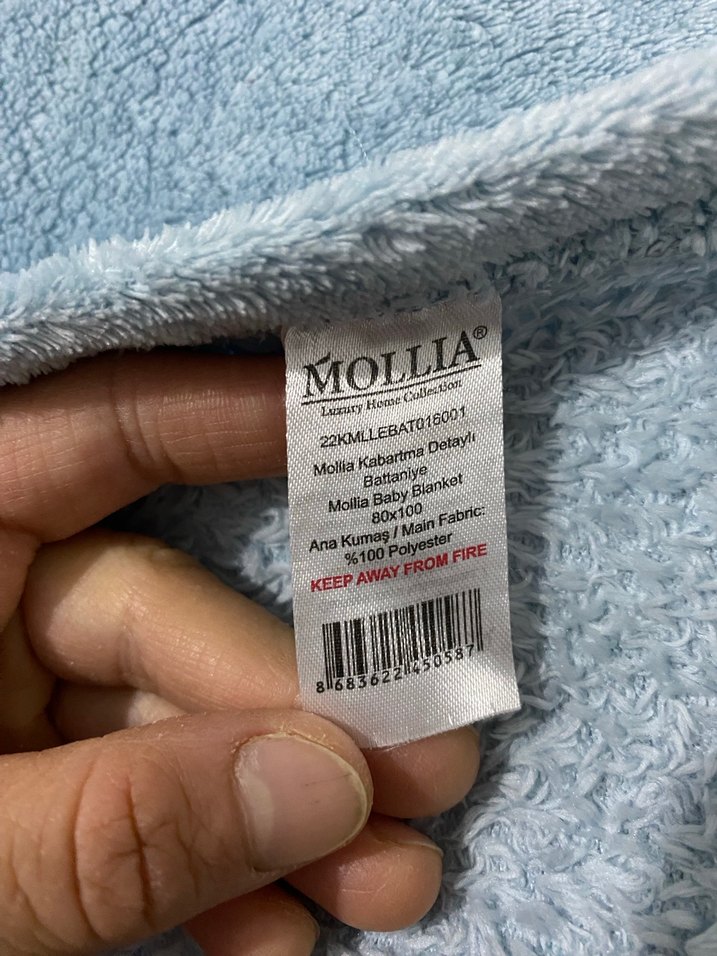 MOLLIA®
Luxury Home Collection
22KMLLEBAT016001
Mollia Kabartma Detaylı
Battaniye
Mollia Baby Blanket
80x100
Ana Kumaş / Main Fabric:
%100 Polyester
KEEP AWAY FROM FIRE
8 683622 450587